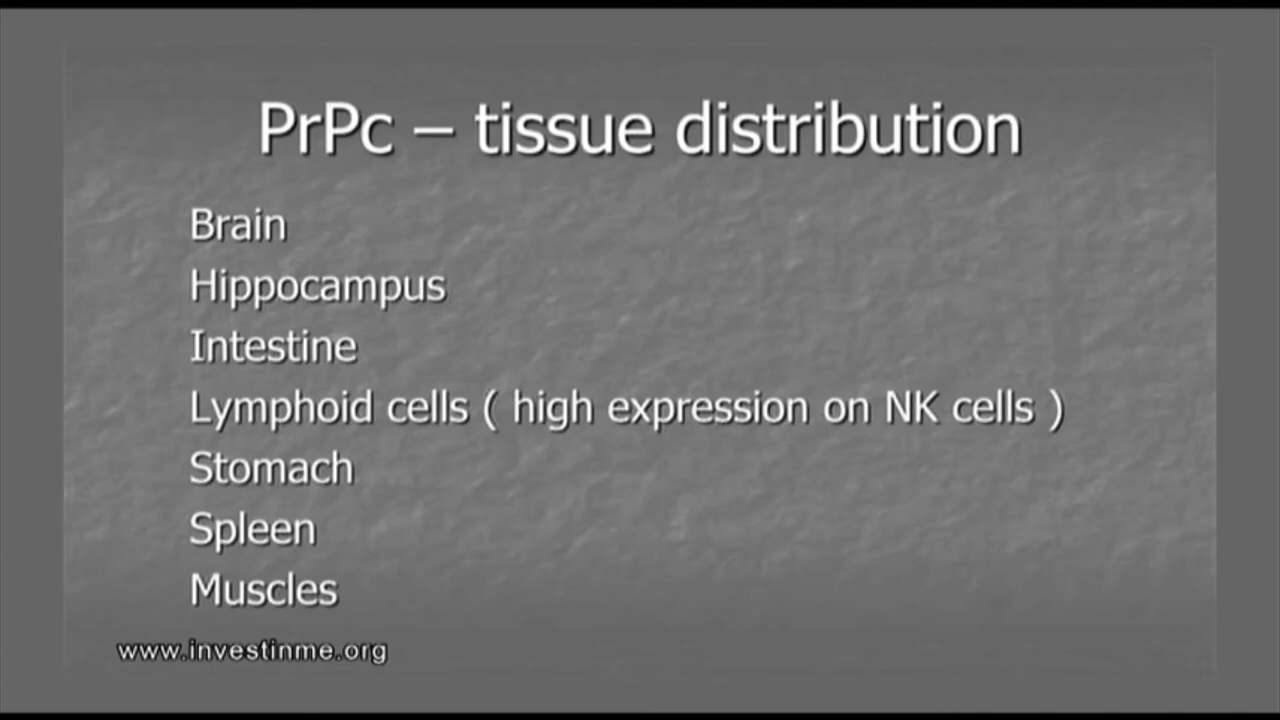 PrPc – tissue distribution
Brain
Hippocampus
Intestine
Lymphoid cells ( high expression on NK cells )
Stomach
Spleen
Muscles
www.investinme.org